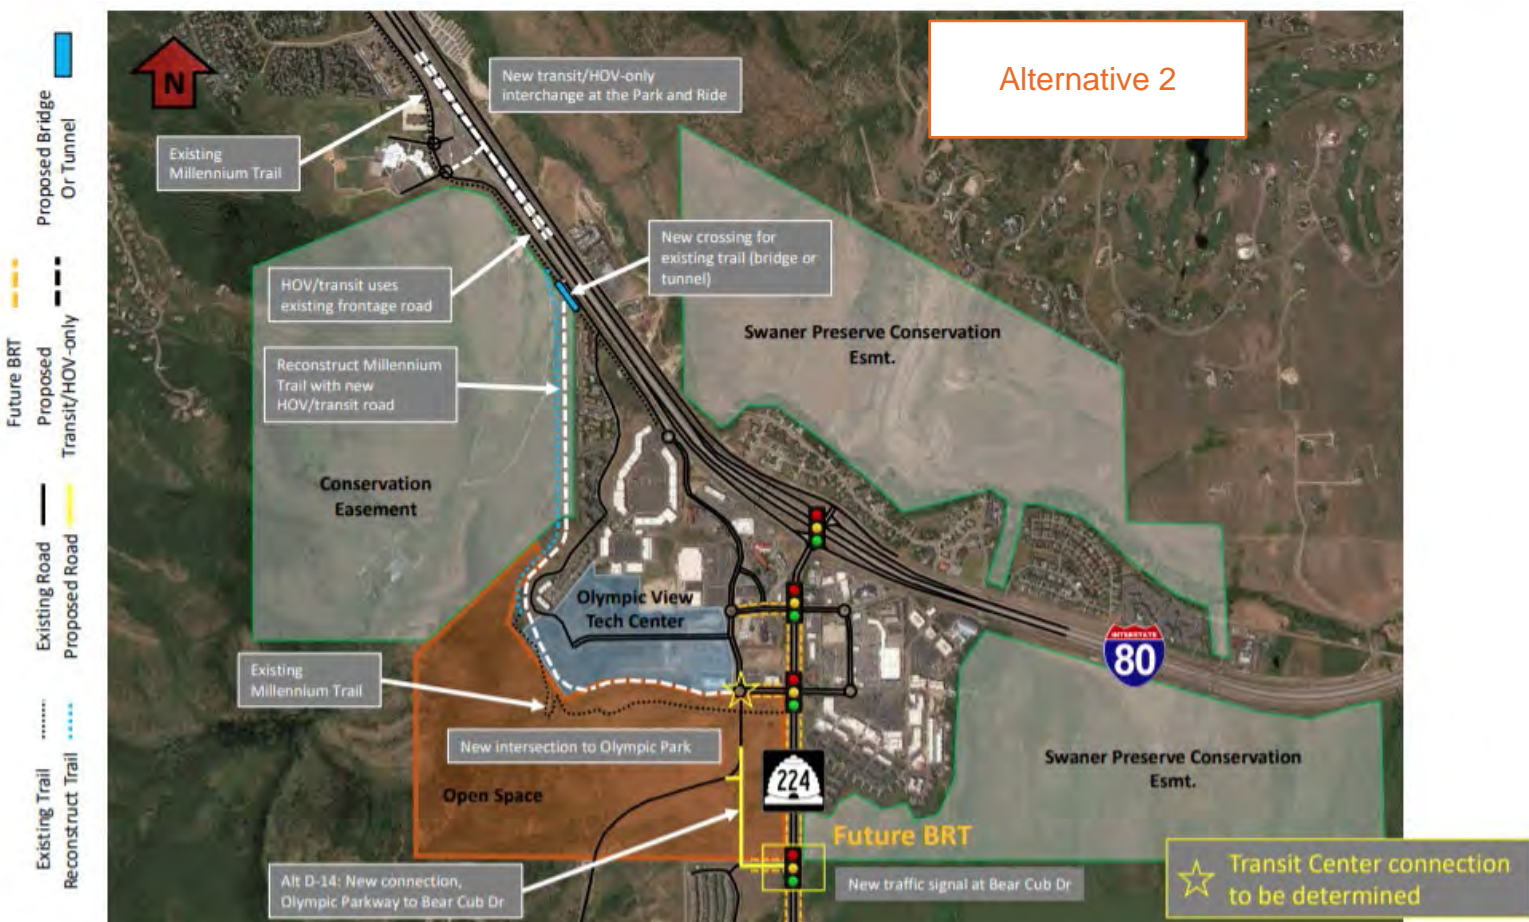 Alternative 2
N
New transit/HOV-only
interchange at the Park and Ride
Existing
Millennium Trail
New crossing for
existing trail (bridge or
tunnel)
HOV/transit uses
existing frontage road
Swaner Preserve Conservation
Esmt.
Reconstruct Millennium
Trail with new
HOV/transit road
Conservation
Easement
Olympic View
Tech Center
INTERSTATE
80
Existing
Millennium Trail
New intersection to Olympic Park
224
Open Space
Swaner Preserve Conservation
Esmt.
Future BRT
Alt D-14: New connection,
Olympic Parkway to Bear Cub Dr
New traffic signal at Bear Cub Dr
Transit Center connection
to be determined
Existing Trail
Reconstruct Trail
Existing Road
Proposed Road
Future BRT
Proposed
Transit/HOV-only
Proposed Bridge
Or Tunnel